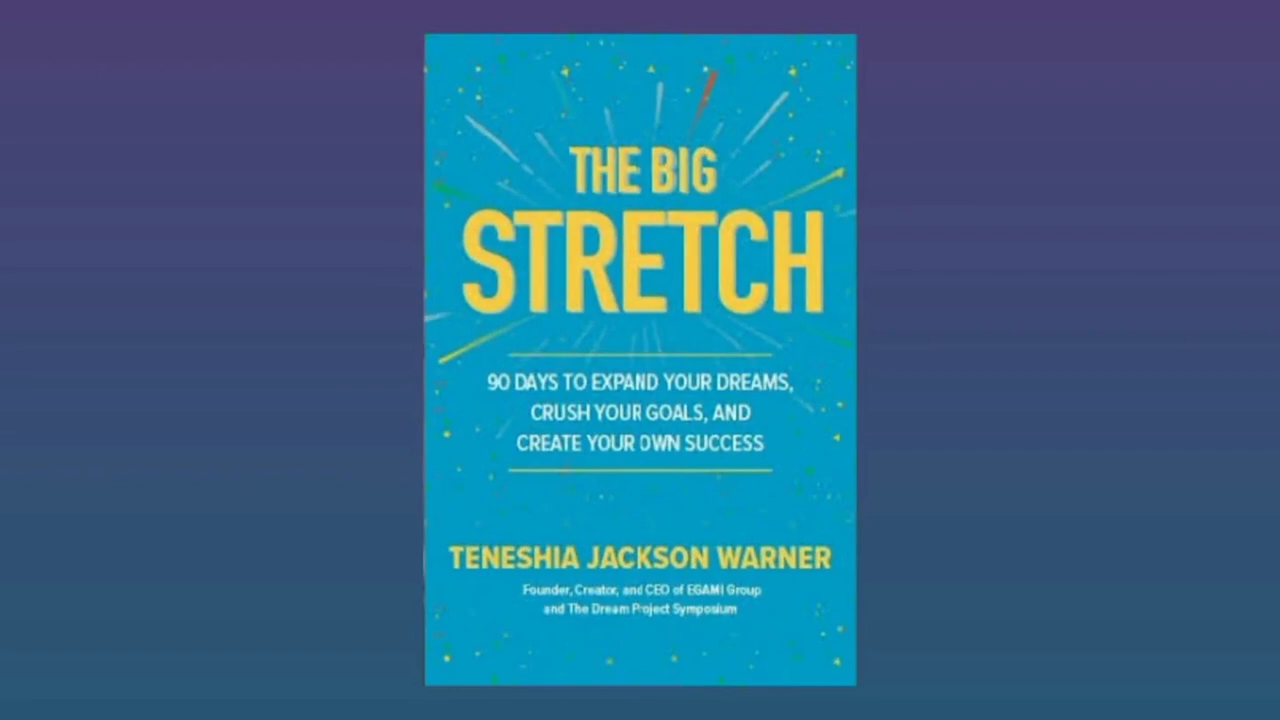 THE BIG
STRETCH
90 DAYS TO EXPAND YOUR DREAMS,
CRUSH YOUR GOALS, AND
CREATE YOUR OWN SUCCESS
TENESHIA JACKSON WARNER
Founder, Creator, and CEO of EGAMI Group
and The Dream Project Symposium